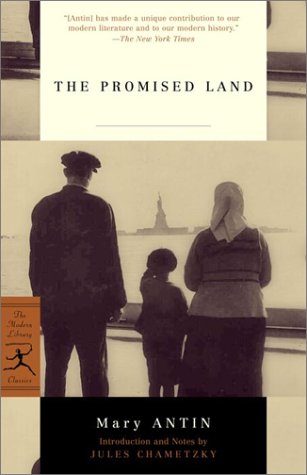 "[Antin] has made a unique contribution to our
modern literature and to our modern history."
—The New York Times
THE PROMISED LAND
The Modern Library
Classics
Mary ANTIN
Introduction and Notes by
JULES CHAMETZKY